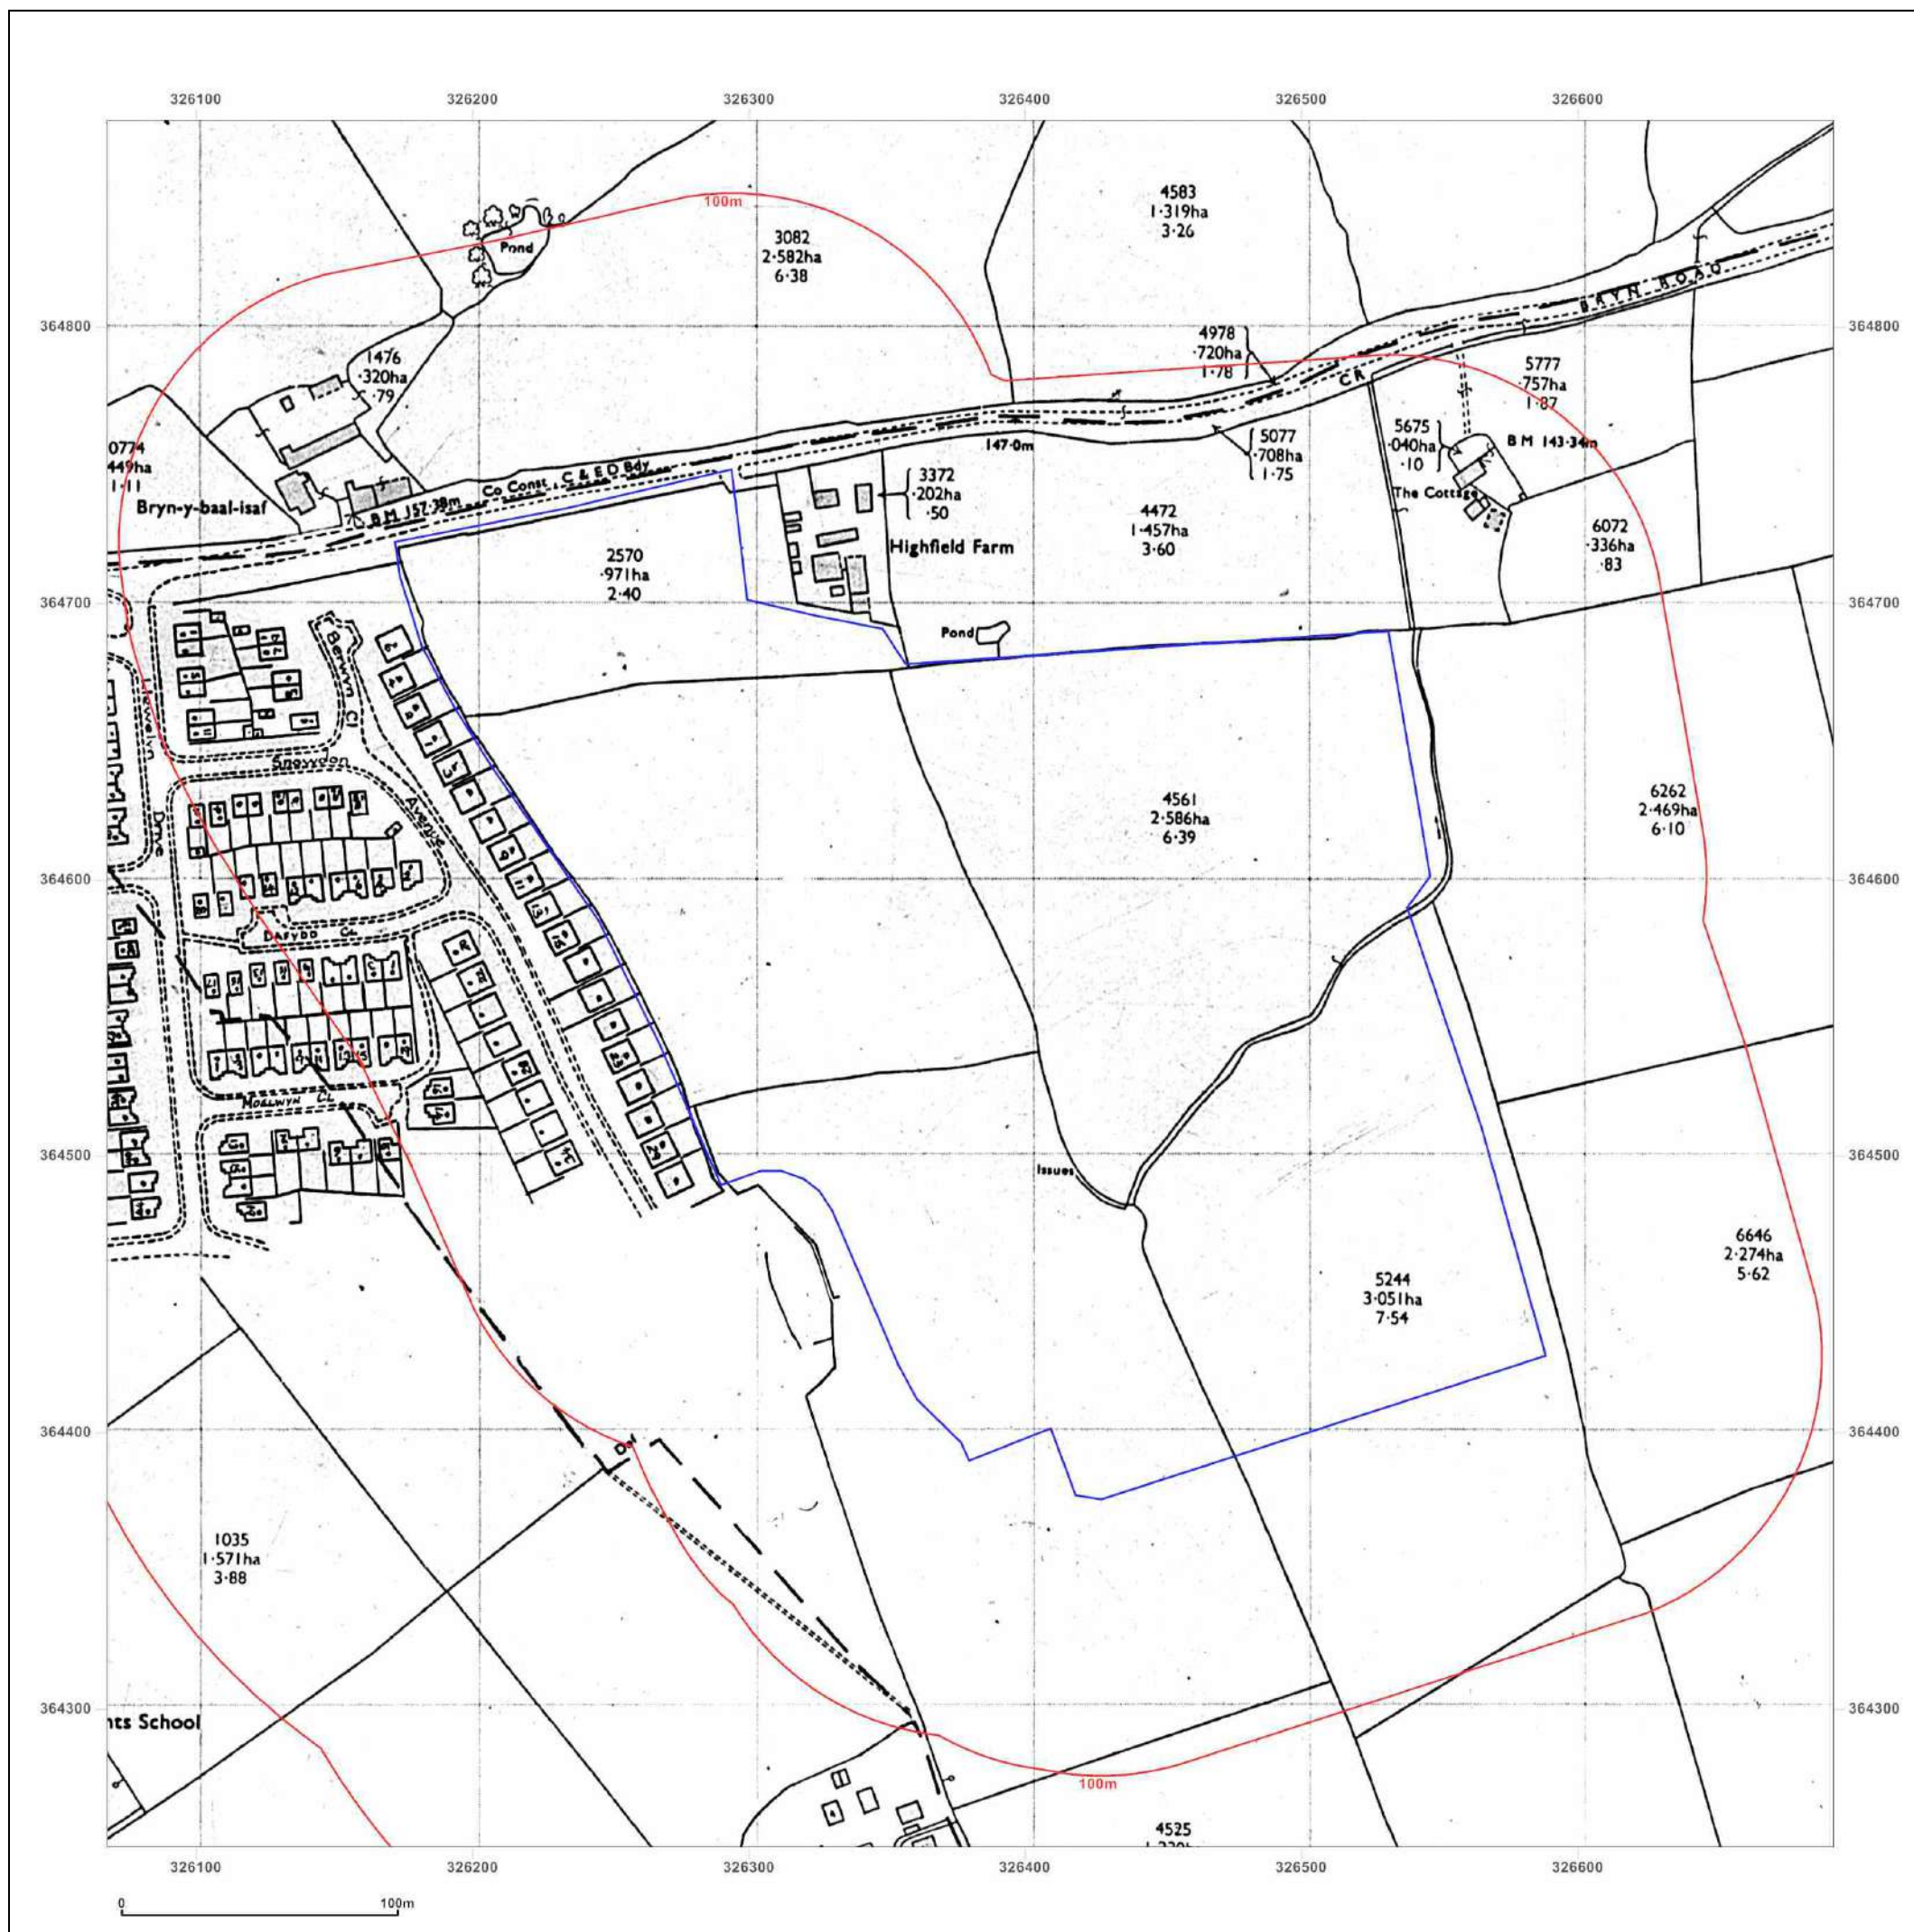 326100 326200 326300 326400 326500 326600
100m
4583
1·319ha
3·26
Pond
3082
2·582ha
6·38
BRYN ROAD
364800
364800
4978
·720ha
1·78
1476
·320ha
·79
CR
5777
·757ha
1·87
0774
449ha
1·11
147·0m
5077
·708ha
1·75
5675
·040ha
·10
BM 143·34m
Co Const, C & ED Bdy
3372
·202ha
·50
The Cottage
Bryn-y-baal-isaf
BM 157·38m
4472
1·457ha
3·60
Highfield Farm
2570
·971ha
2·40
6072
·336ha
·83
364700
364700
Pond
Berwyn Cl
Llewelyn
Drive
Snowdon
Avenue
4561
2·586ha
6·39
6262
2·469ha
6·10
364600
364600
DAFYDD CL
MOELWYN CL
364500
364500
Issues
6646
2·274ha
5·62
5244
3·051ha
7·54
364400
364400
1035
1·571ha
3·88
364300
364300
nts School
100m
4525
326100 326200 326300 326400 326500 326600
0 100m